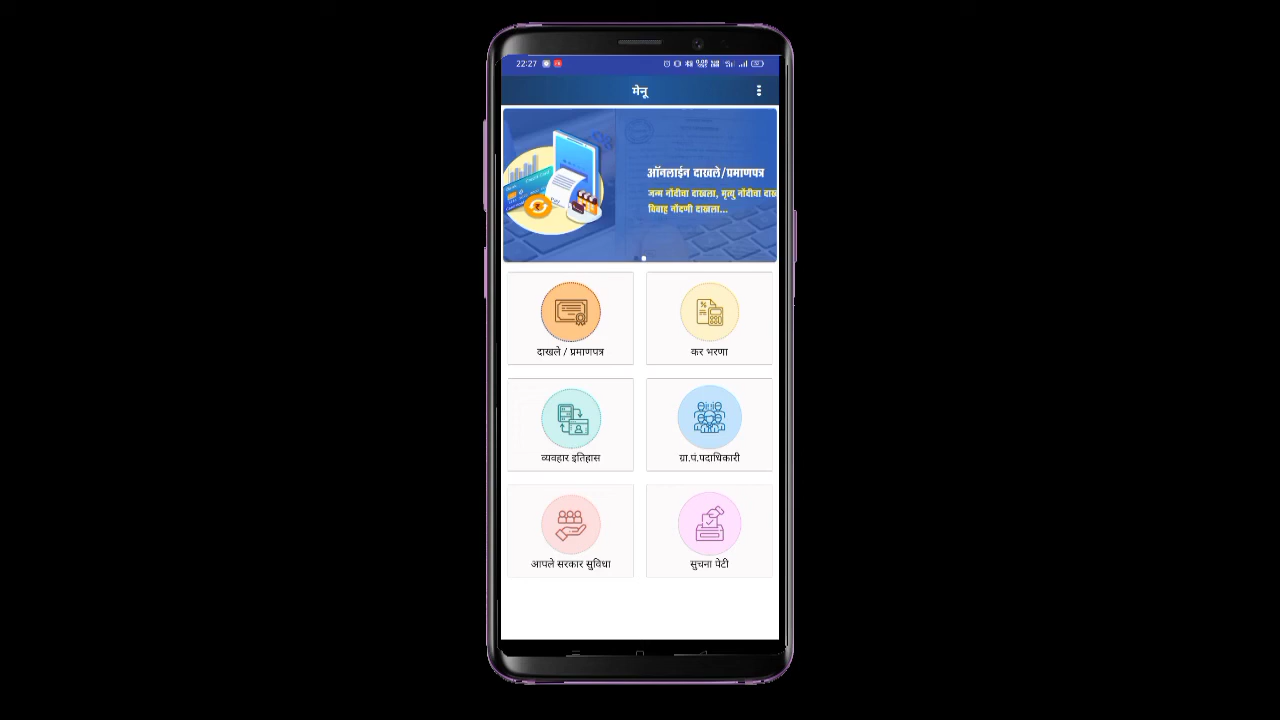 22:27
मेनू
ऑनलाईन दाखले/प्रमाणपत्र
जन्म नोंदीचा दाखला, मृत्यु नोंदीचा दाख
विवाह नोंदणी दाखला...
दाखले / प्रमाणपत्र
कर भरणा
व्यवहार इतिहास
ग्रा.पं.पदाधिकारी
आपले सरकार सुविधा
सुचना पेटी